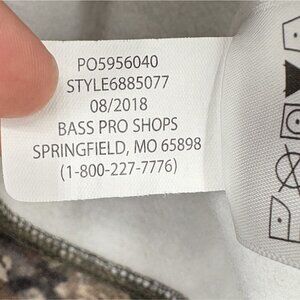 PO5956040
STYLE6885077
08/2018
BASS PRO SHOPS
SPRINGFIELD, MO 65898
(1-800-227-7776)